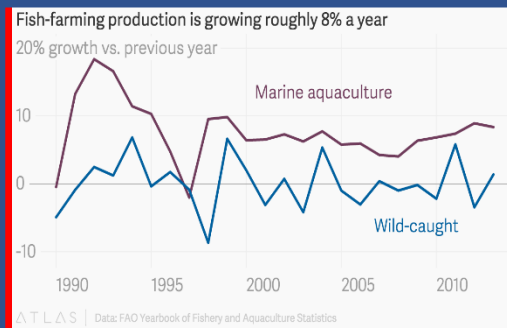 Fish-farming production is growing roughly 8% a year
20% growth vs. previous year
Marine aquaculture
10
0
Wild-caught
-10
1990 1995 2000 2005 2010
ATLAS | Data: FAO Yearbook of Fishery and Aquaculture Statistics